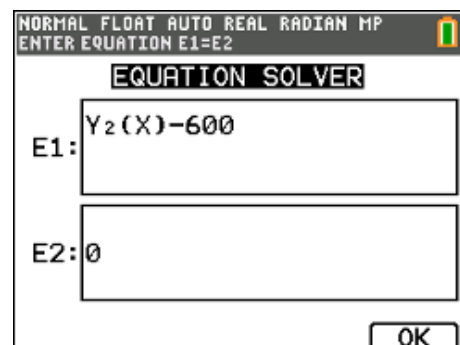 NORMAL FLOAT AUTO REAL RADIAN MP
ENTER EQUATION E1=E2
EQUATION SOLVER
E1: Y₂(X)-600
E2: 0
OK